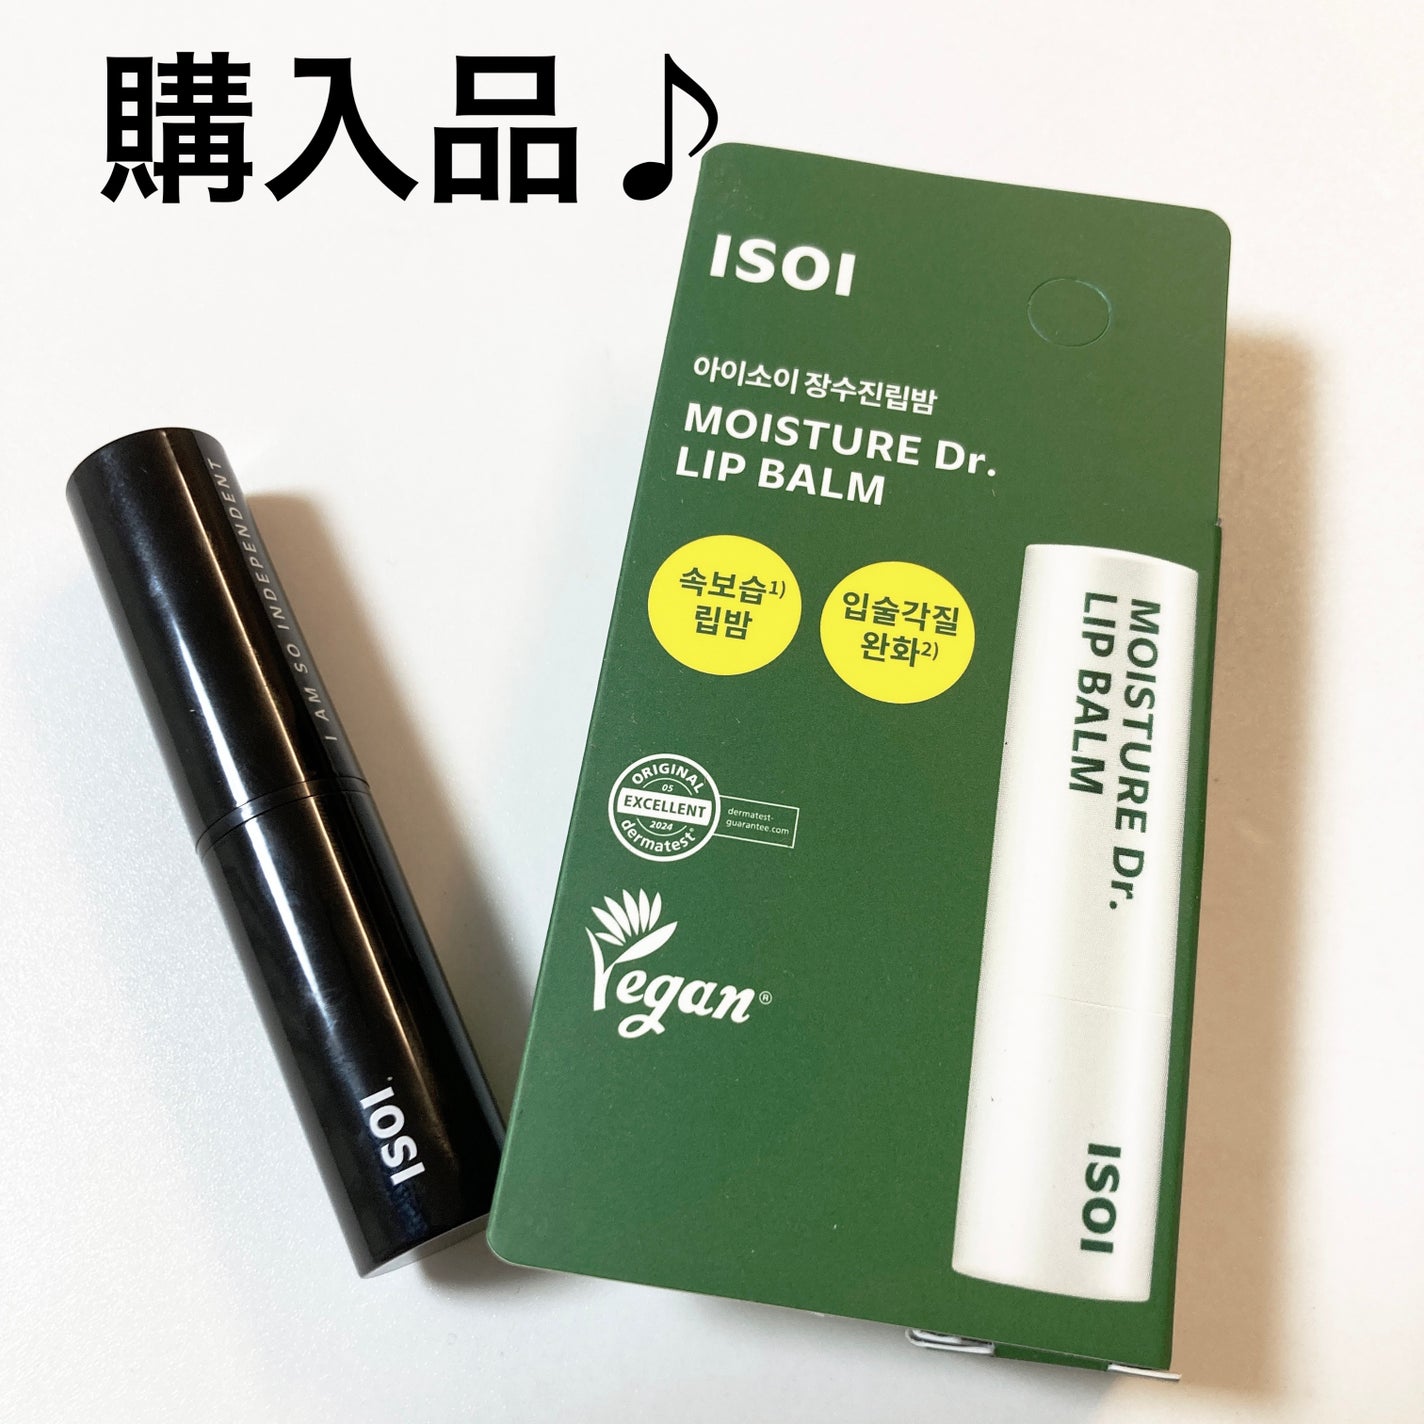 購入品♪
ISOI
아이소이 장수진립밤
MOISTURE Dr.
LIP BALM
속보습1)
립밤
입술각질
완화2)
ORIGINAL
05
EXCELLENT
2024
dermatest®
dermatest-
guarantee.com
Vegan®
MOISTURE Dr.
LIP BALM
ISOI
I AM SO INDEPENDENT
ISOI